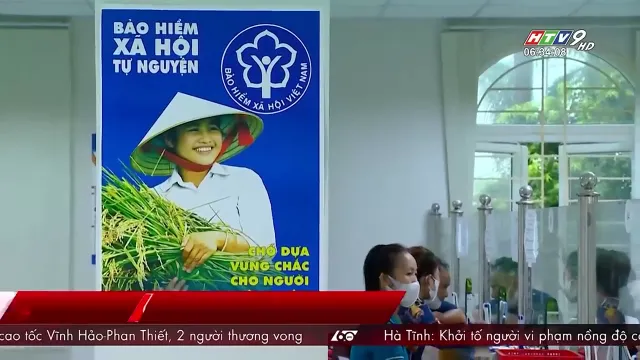 BẢO HIỂM
XÃ HỘI
TỰ NGUYỆN
BẢO HIỂM XÃ HỘI VIỆT NAM
HTV9 HD
06:34:08
CHỖ DỰA
VỮNG CHẮC
CHO NGƯỜI
cao tốc Vĩnh Hảo-Phan Thiết, 2 người thương vong
60
Hà Tĩnh: Khởi tố người vi phạm nồng độ c